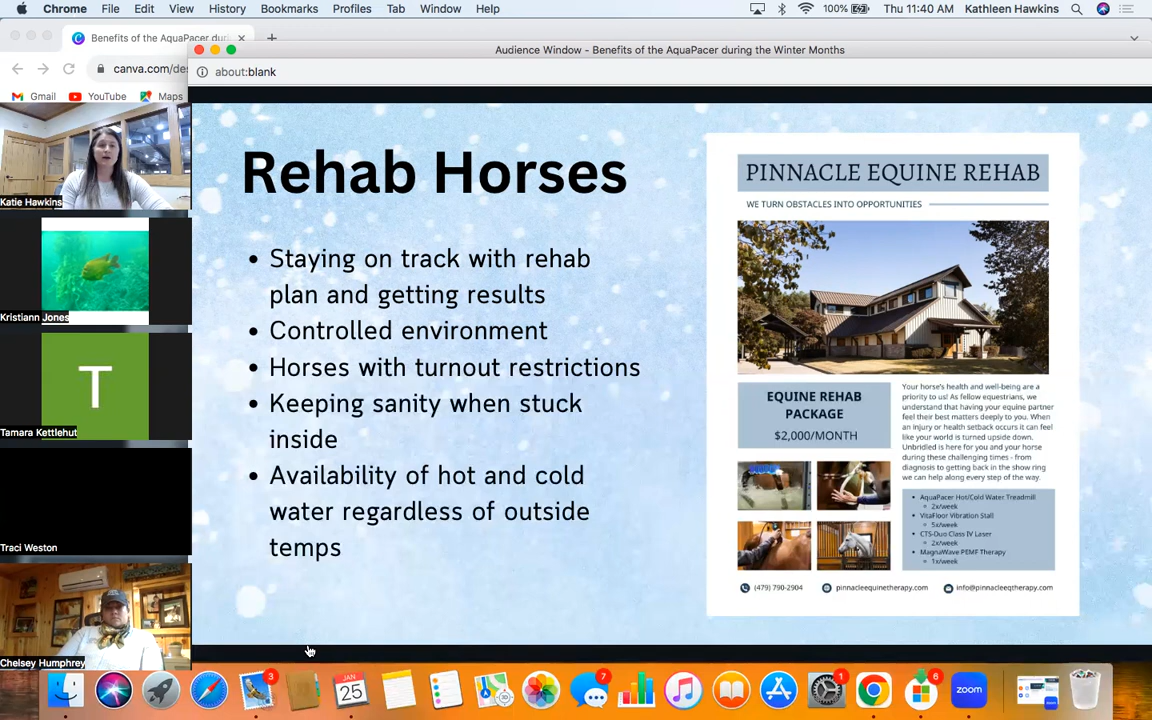 Chrome File Edit View History Bookmarks Profiles Tab Window Help
100% Thu 11:40 AM Kathleen Hawkins
Benefits of the AquaPacer duri
Audience Window - Benefits of the AquaPacer during the Winter Months
canva.com/des
about:blank
Gmail YouTube Maps
Katie Hawkins
Kristiann Jones
T
Tamara Kettlehut
Traci Weston
Chelsey Humphrey
Rehab Horses
• Staying on track with rehab
plan and getting results
• Controlled environment
• Horses with turnout restrictions
• Keeping sanity when stuck
inside
• Availability of hot and cold
water regardless of outside
temps
PINNACLE EQUINE REHAB
WE TURN OBSTACLES INTO OPPORTUNITIES
EQUINE REHAB
PACKAGE
$2,000/MONTH
Your horse's health and well-being are a
priority to us! As fellow equestrians, we
understand that having your equine partner
feel their best matters deeply to you. When
an injury or health setback occurs it can feel
like your world is turned upside down.
Unbridled is here for you and your horse
during these challenging times - from
diagnosis to getting back in the show ring
we can help along every step of the way.
• AquaPacer Hot/Cold Water Treadmill
2x/week
• VitaFloor Vibration Stall
5x/week
• CTS-Duo Class IV Laser
2x/week
• MagnaWave PEMF Therapy
1x/week
(479) 790-2904 pinnacleequinetherapy.com info@pinnacleeqtherapy.com
3 JAN 25 7 1 6 zoom